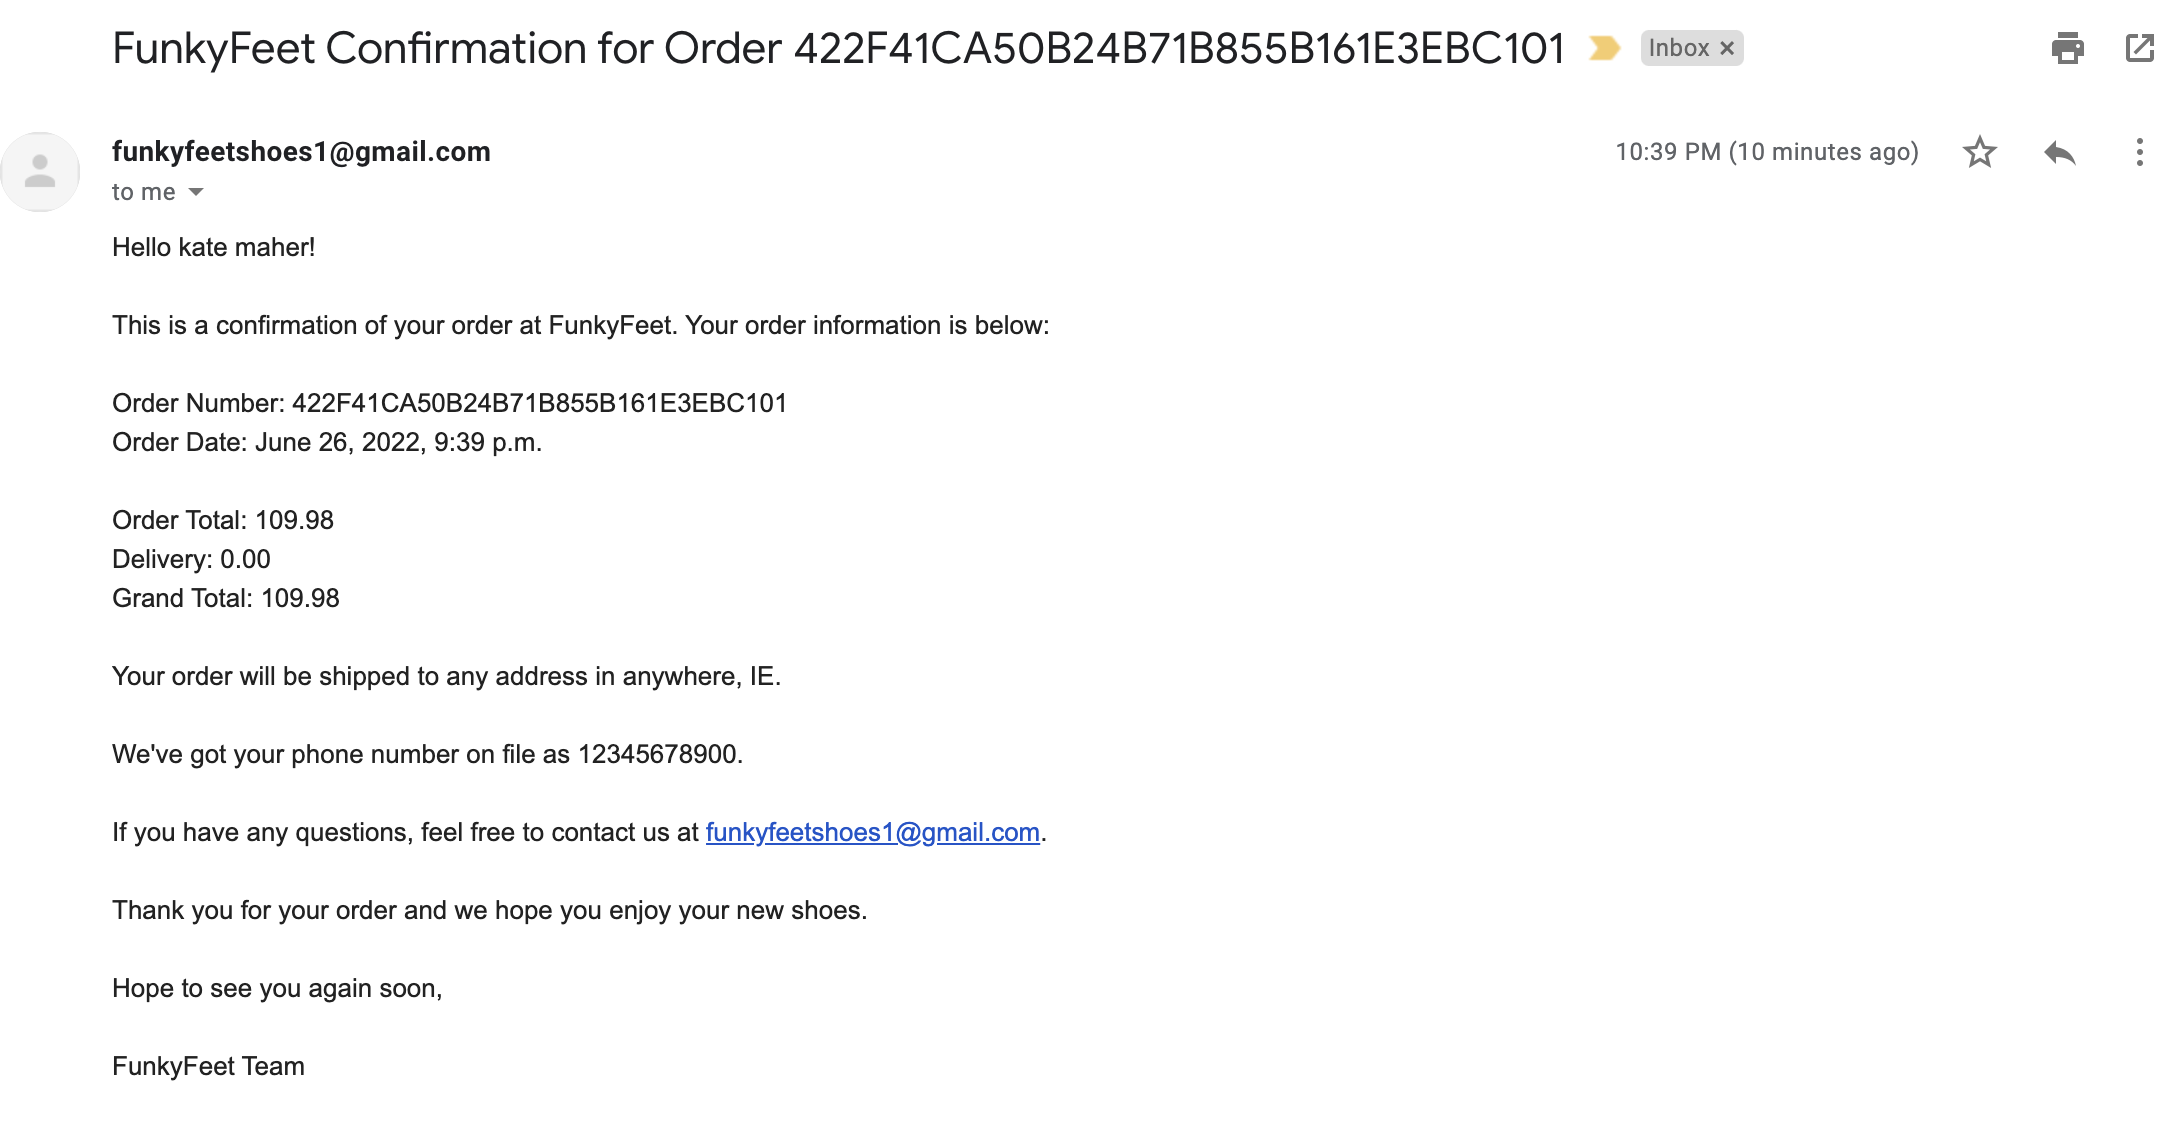 FunkyFeet Confirmation for Order 422F41CA50B24B71B855B161E3EBC101 Inbox ×
funkyfeetshoes1@gmail.com 10:39 PM (10 minutes ago)
to me
Hello kate maher!
This is a confirmation of your order at FunkyFeet. Your order information is below:
Order Number: 422F41CA50B24B71B855B161E3EBC101
Order Date: June 26, 2022, 9:39 p.m.
Order Total: 109.98
Delivery: 0.00
Grand Total: 109.98
Your order will be shipped to any address in anywhere, IE.
We've got your phone number on file as 12345678900.
If you have any questions, feel free to contact us at funkyfeetshoes1@gmail.com.
Thank you for your order and we hope you enjoy your new shoes.
Hope to see you again soon,
FunkyFeet Team